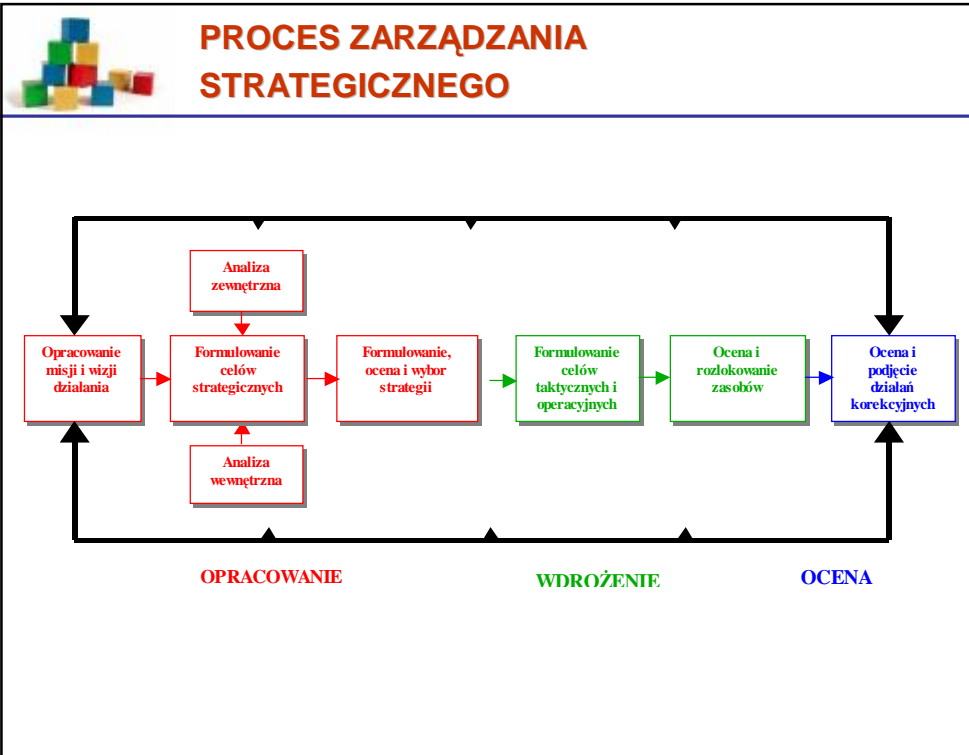 PROCES ZARZĄDZANIA
STRATEGICZNEGO
Analiza
zewnętrzna
Opracowanie
misji i wizji
działania
Formułowanie
celów
strategicznych
Formułowanie,
ocena i wybor
strategii
Formułowanie
celów
taktycznych i
operacyjnych
Ocena i
rozlokowanie
zasobów
Ocena i
podjęcie
działań
korekcyjnych
Analiza
wewnętrzna
OPRACOWANIE
WDROŻENIE
OCENA